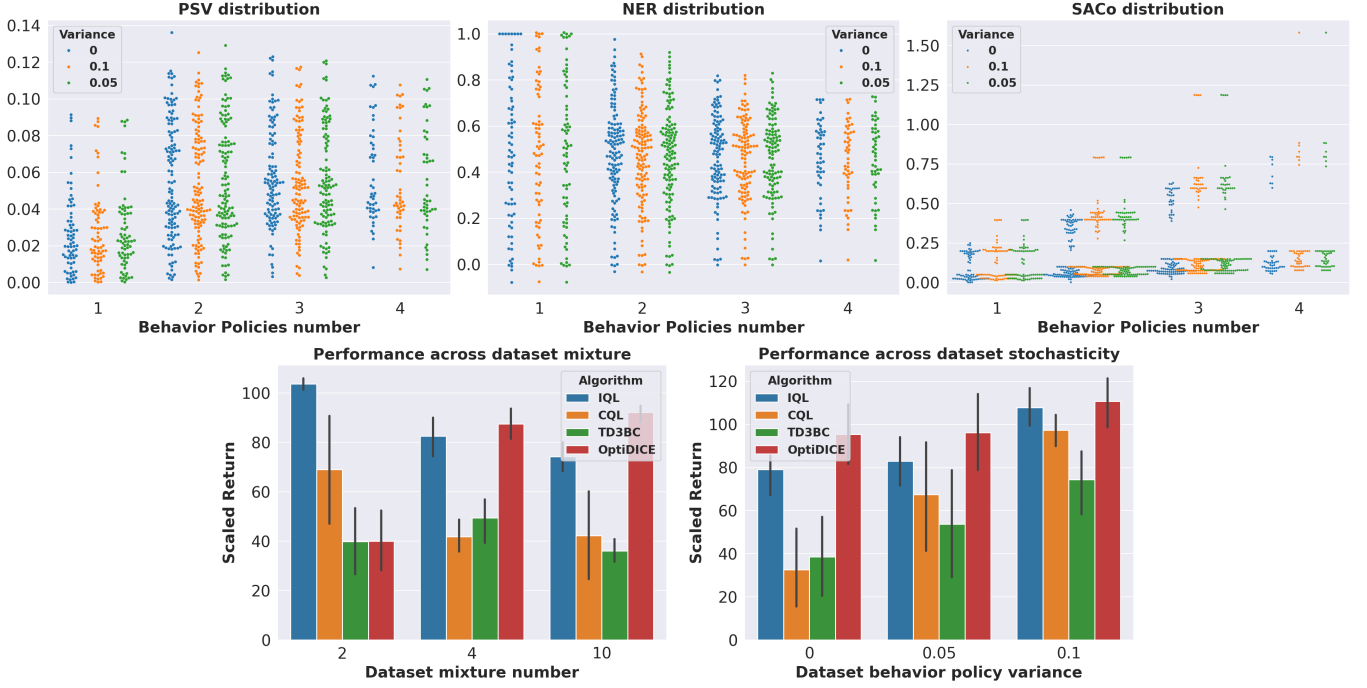 PSV distribution
0.14
0.12
0.10
0.08
0.06
0.04
0.02
0.00
Variance
0
0.1
0.05
1 2 3 4
Behavior Policies number
NER distribution
1.0
0.8
0.6
0.4
0.2
0.0
Variance
0
0.1
0.05
1 2 3 4
Behavior Policies number
SACo distribution
1.50
1.25
1.00
0.75
0.50
0.25
0.00
Variance
0
0.1
0.05
1 2 3 4
Behavior Policies number
Performance across dataset mixture
Scaled Return
100
80
60
40
20
0
Algorithm
IQL
CQL
TD3BC
OptiDICE
2 4 10
Dataset mixture number
Performance across dataset stochasticity
Scaled Return
120
100
80
60
40
20
0
Algorithm
IQL
CQL
TD3BC
OptiDICE
0 0.05 0.1
Dataset behavior policy variance